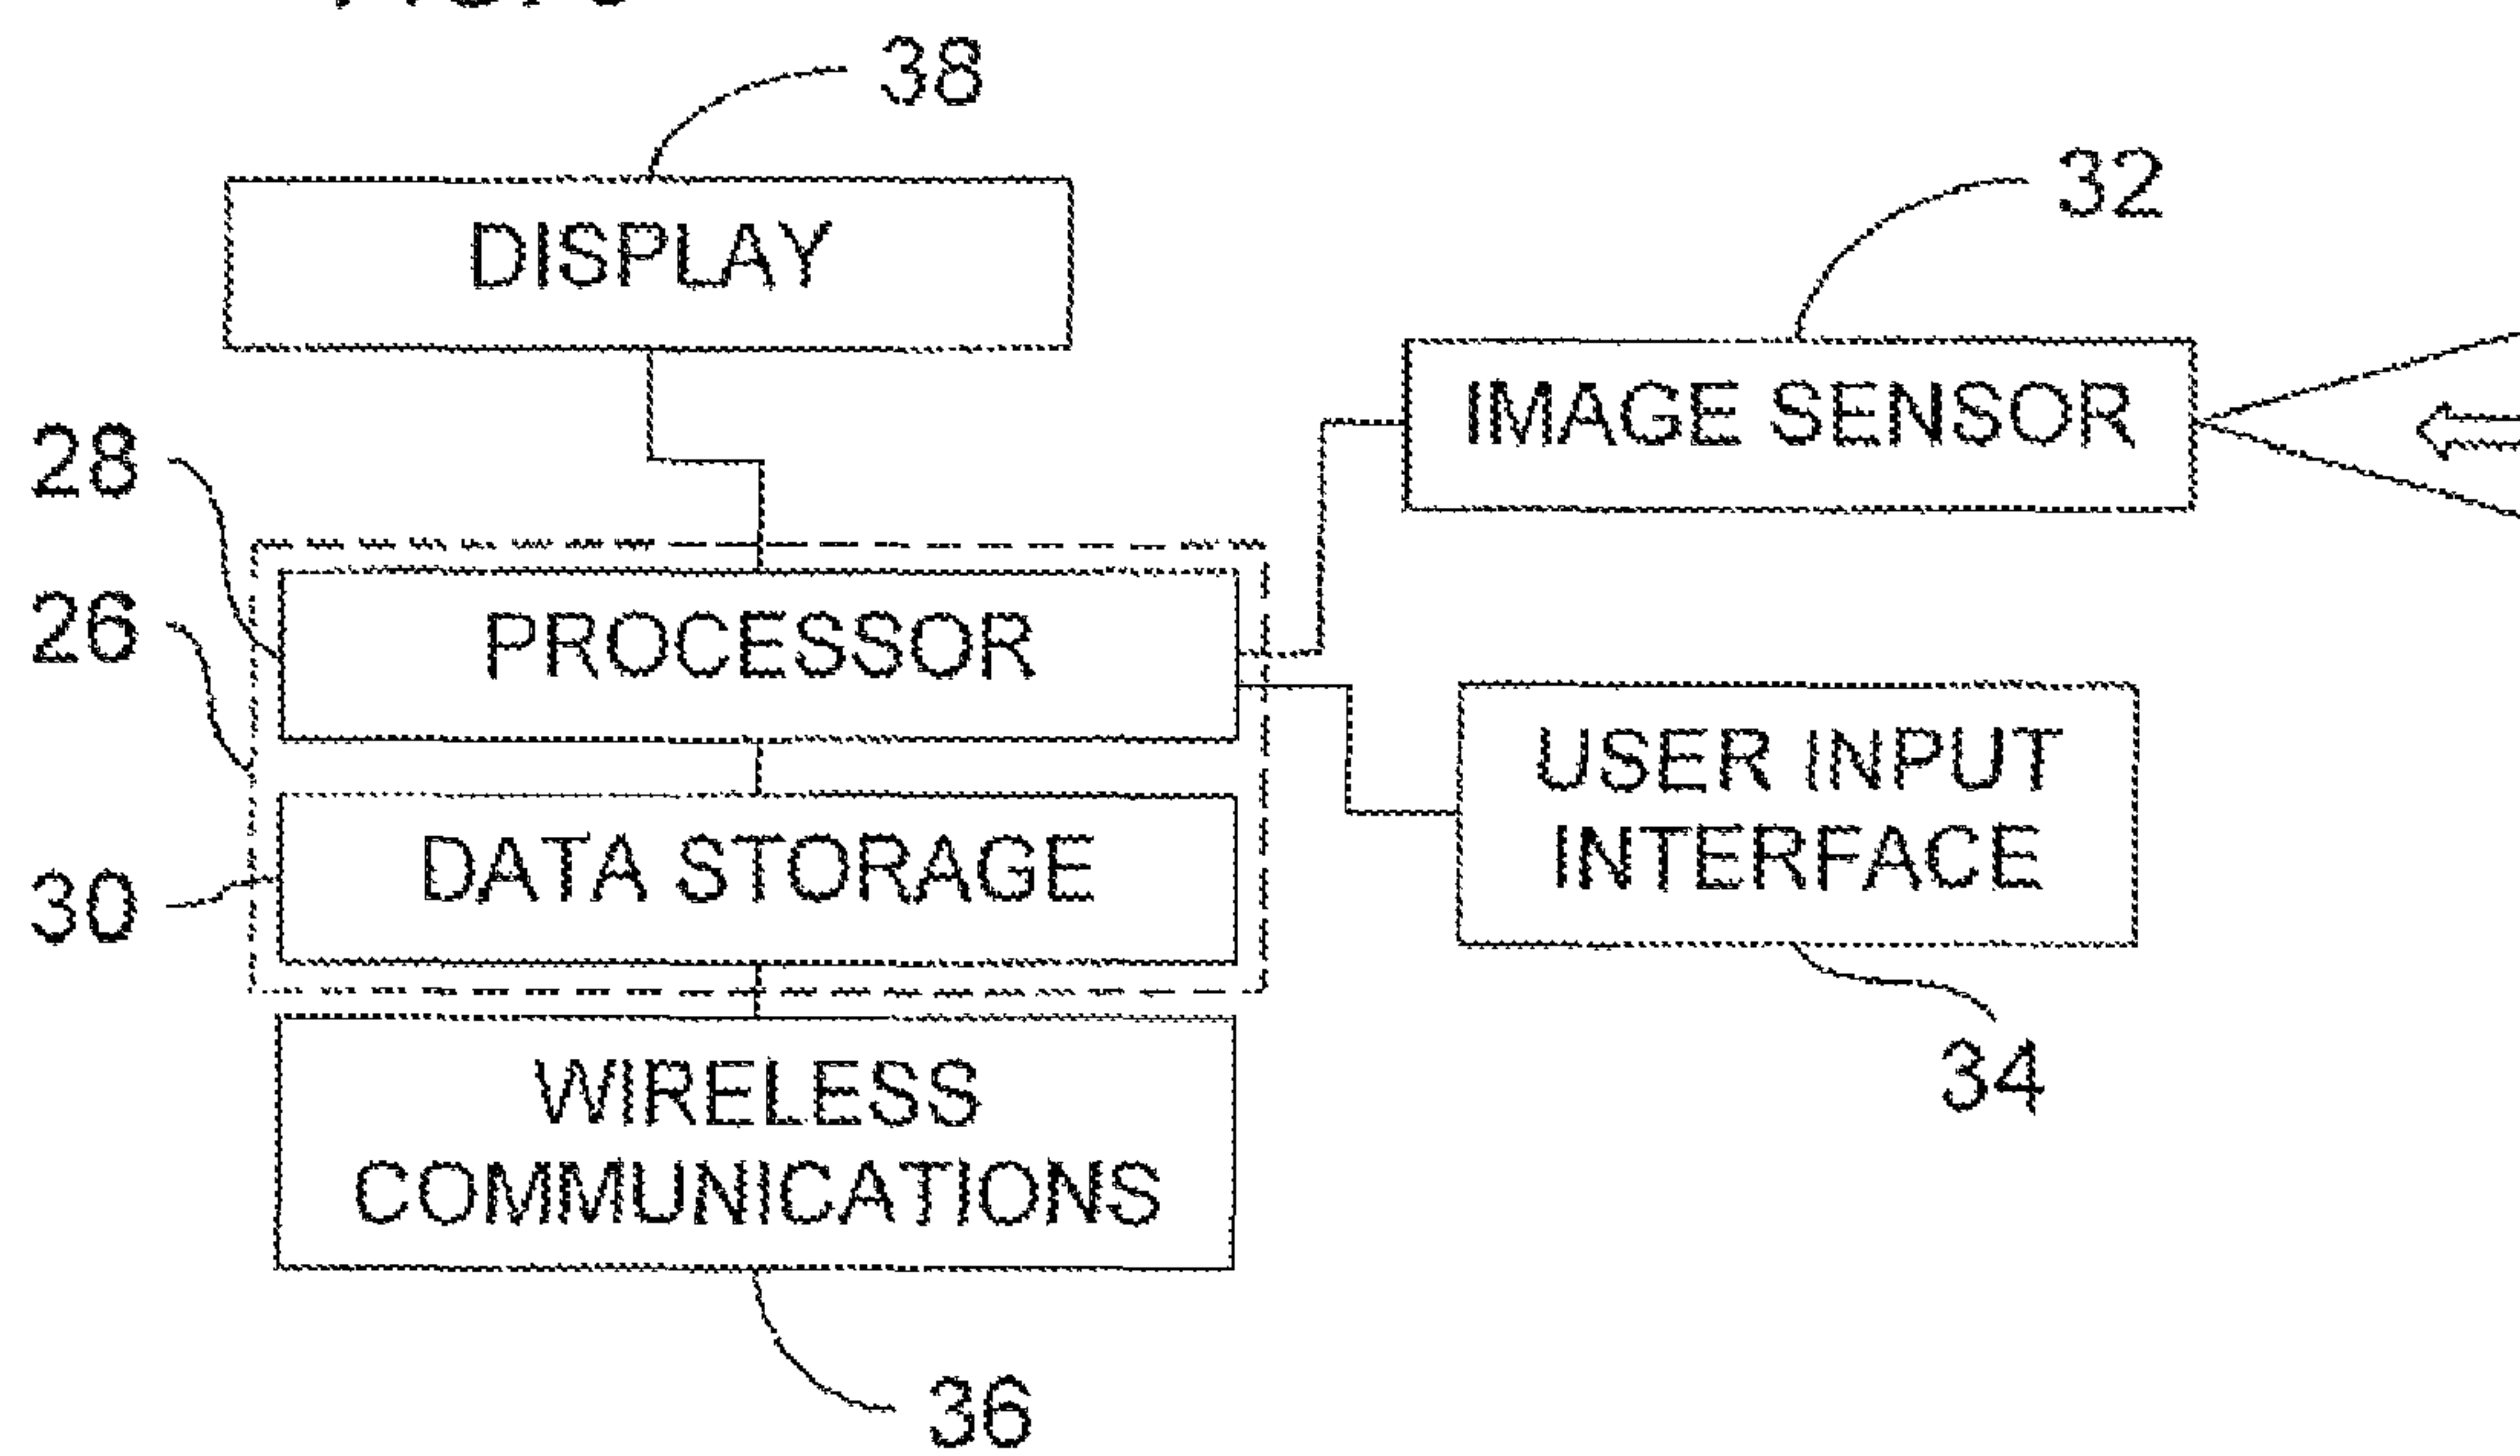 38
DISPLAY
32
IMAGE SENSOR
28
26
PROCESSOR
USER INPUT
INTERFACE
DATA STORAGE
30
34
WIRELESS
COMMUNICATIONS
36